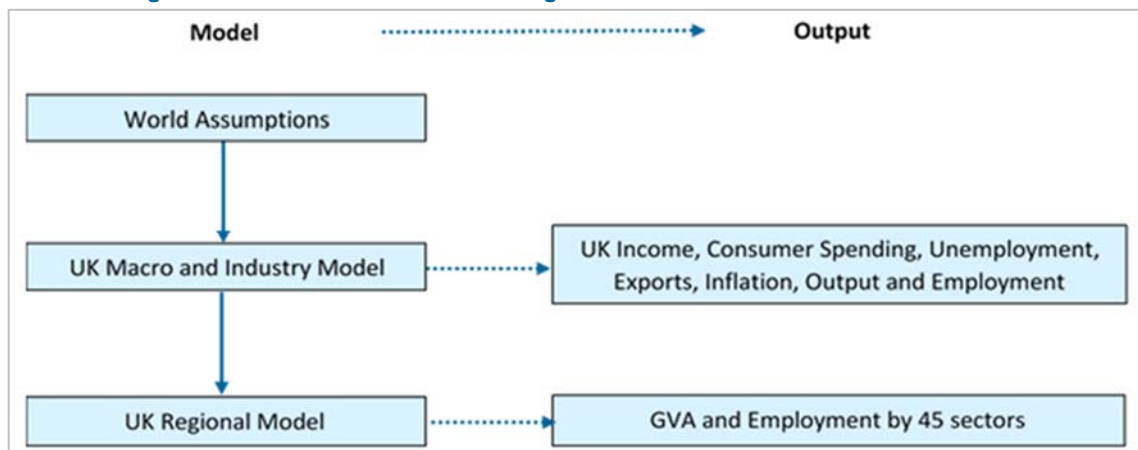 Model
Output
World Assumptions
UK Macro and Industry Model
UK Income, Consumer Spending, Unemployment,
Exports, Inflation, Output and Employment
UK Regional Model
GVA and Employment by 45 sectors